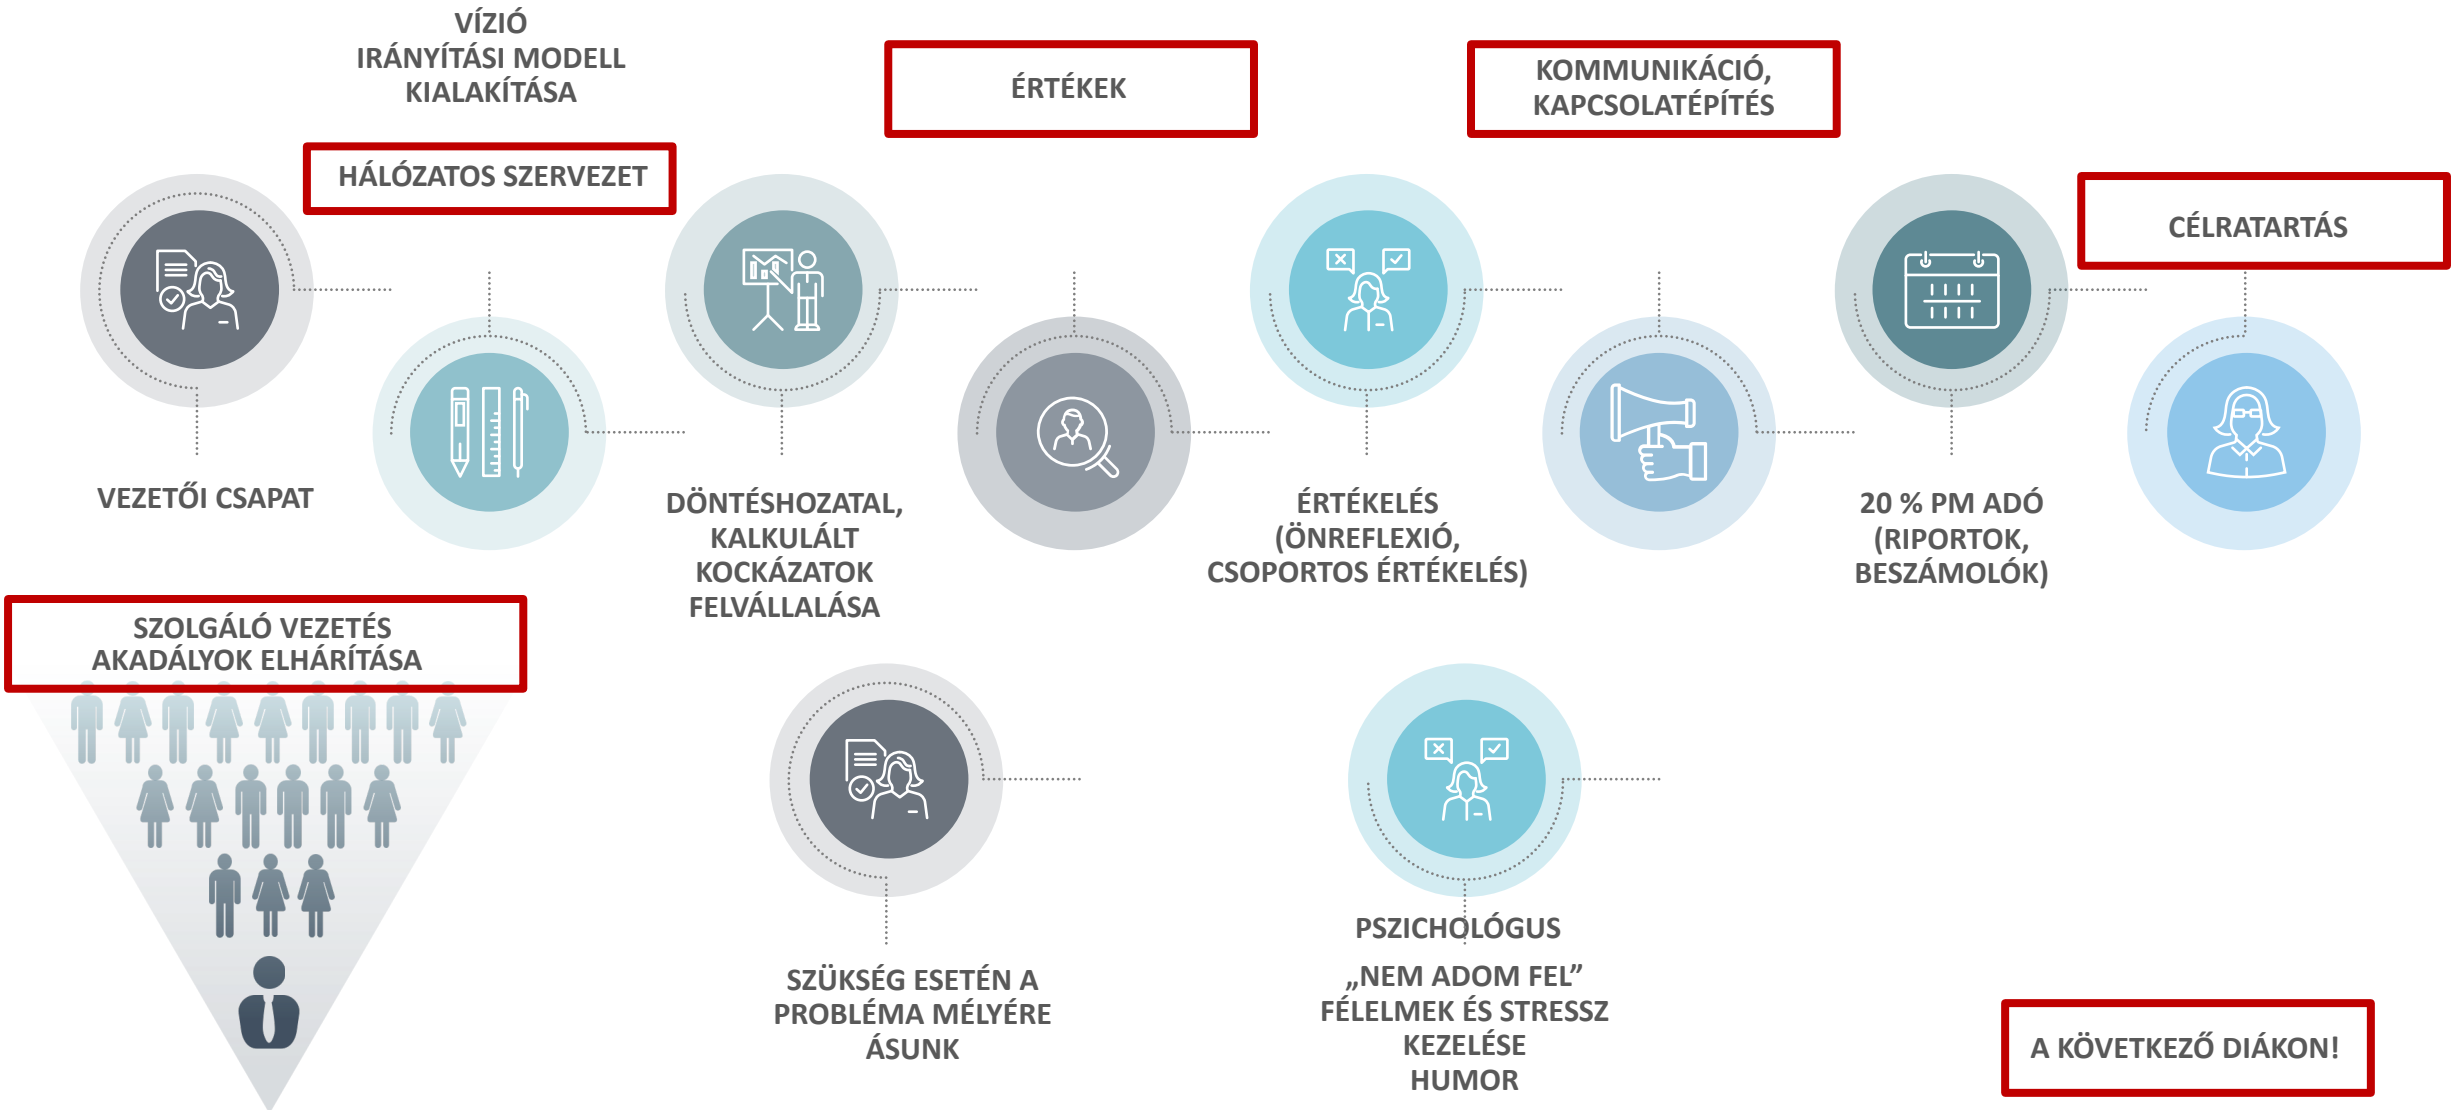 VÍZIÓ
IRÁNYÍTÁSI MODELL
KIALAKÍTÁSA
HÁLÓZATOS SZERVEZET
ÉRTÉKEK
KOMMUNIKÁCIÓ,
KAPCSOLATÉPÍTÉS
CÉLRATARTÁS
VEZETŐI CSAPAT
DÖNTÉSHOZATAL,
KALKULÁLT
KOCKÁZATOK
FELVÁLLALÁSA
ÉRTÉKELÉS
(ÖNREFLEXIÓ,
CSOPORTOS ÉRTÉKELÉS)
20 % PM ADÓ
(RIPORTOK,
BESZÁMOLÓK)
SZOLGÁLÓ VEZETÉS
AKADÁLYOK ELHÁRÍTÁSA
SZÜKSÉG ESETÉN A
PROBLÉMA MÉLYÉRE
ÁSUNK
PSZICHOLÓGUS
„NEM ADOM FEL”
FÉLELMEK ÉS STRESSZ
KEZELÉSE
HUMOR
A KÖVETKEZŐ DIÁKON!